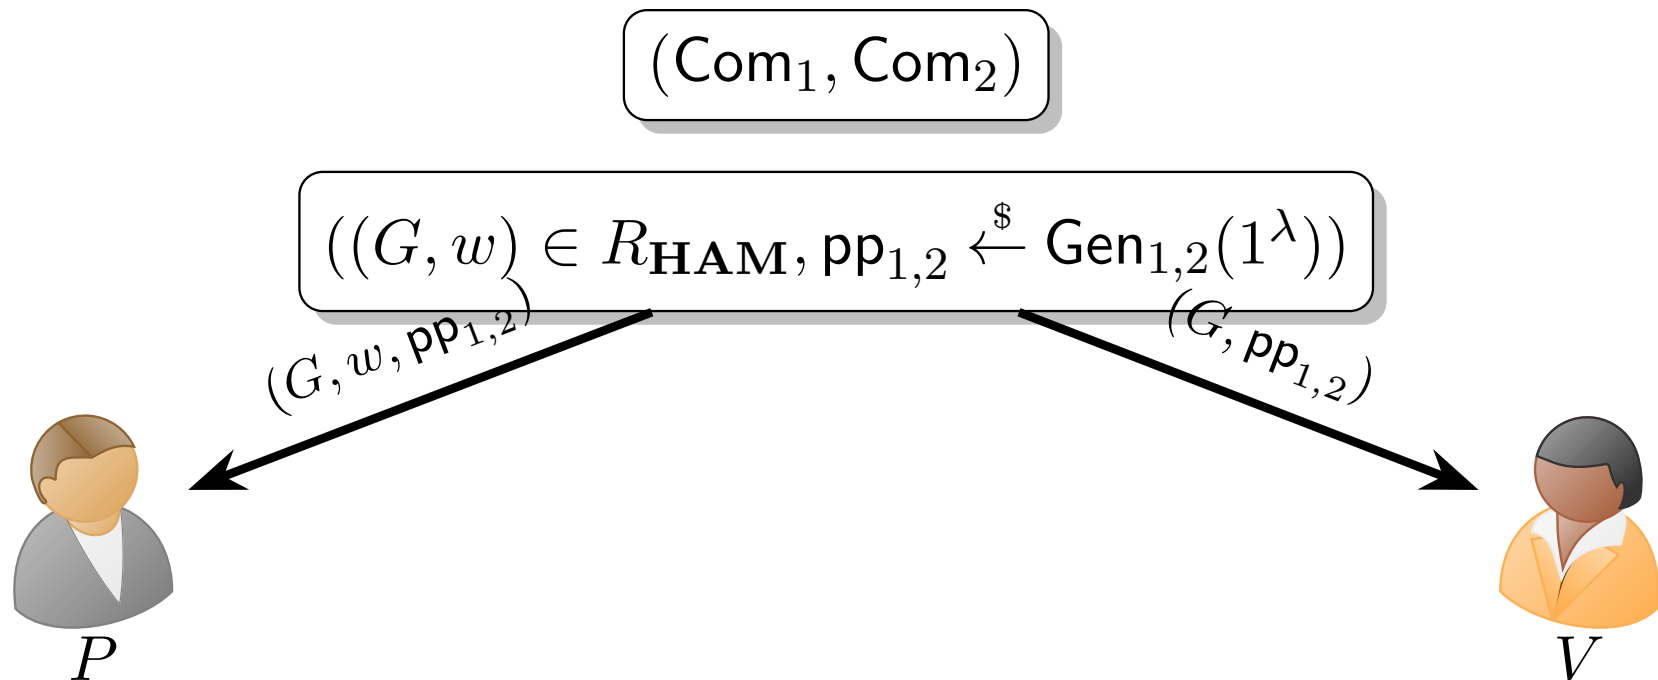 (Com₁, Com₂)
((G, w) ∈ R_HAM, pp₁,₂ ←$ Gen₁,₂(1^λ))
(G, w, pp₁,₂)
(G, pp₁,₂)
P
V